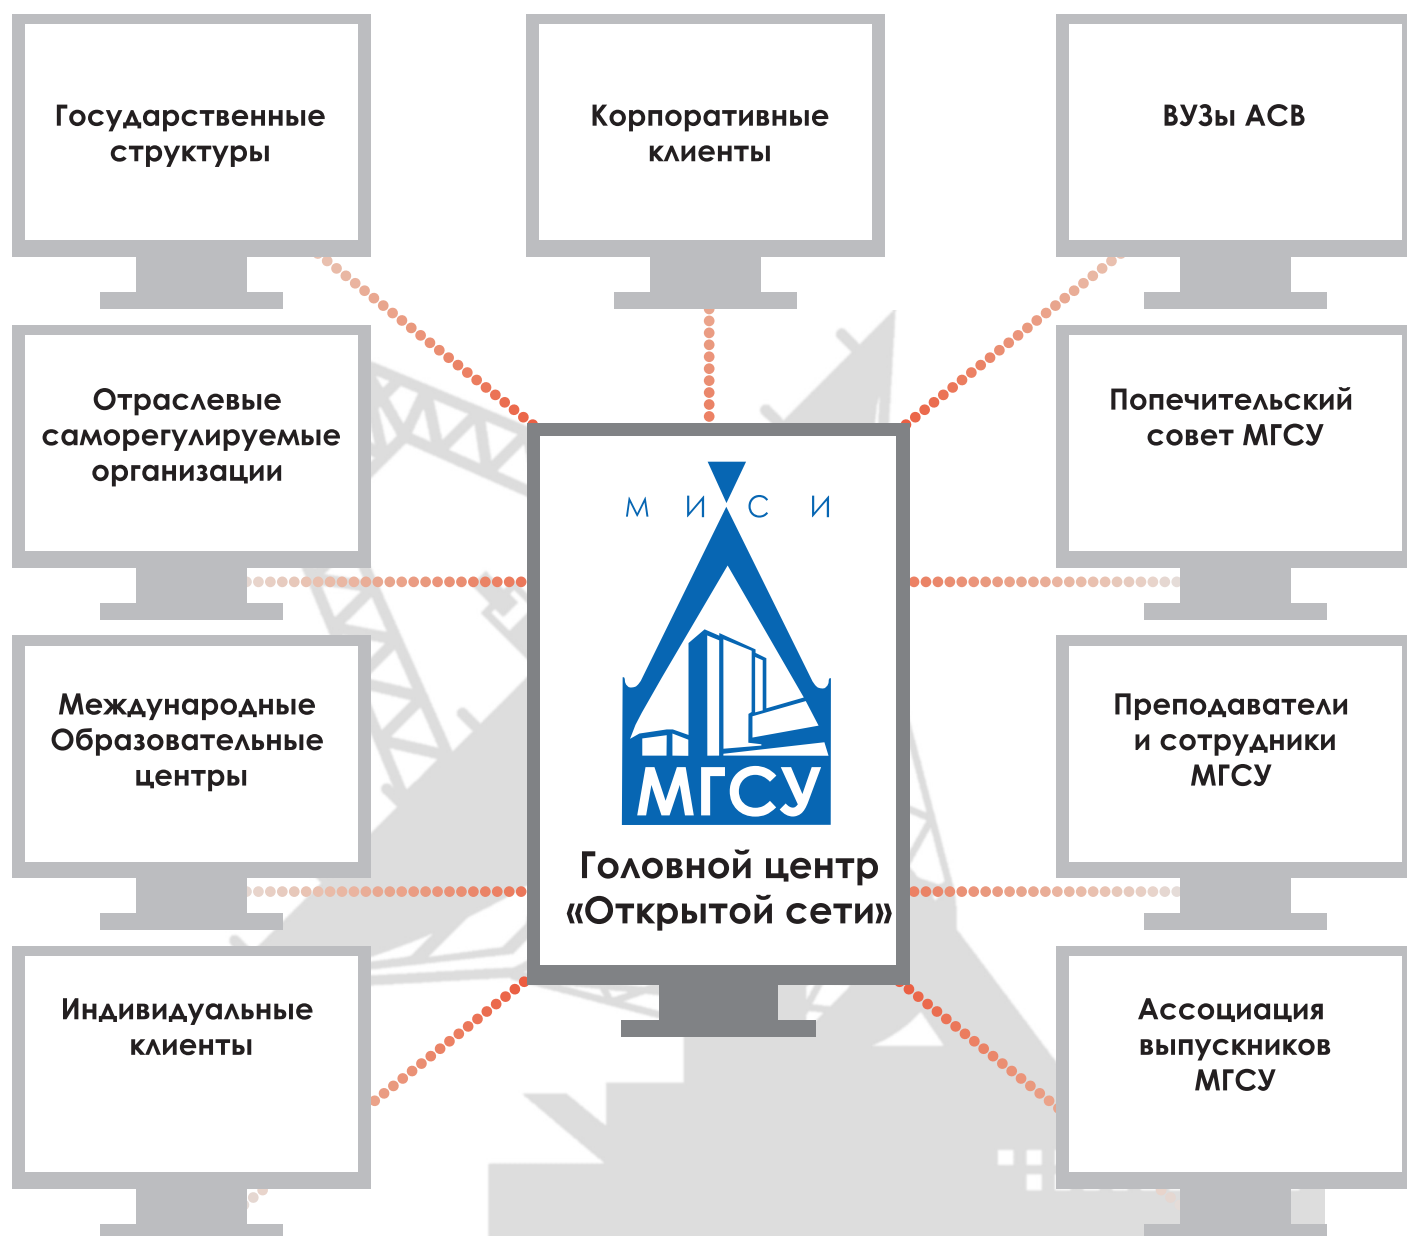 Государственные
структуры
Корпоративные
клиенты
ВУЗы АСВ
Отраслевые
саморегулируемые
организации
Попечительский
совет МГСУ
М И С И
МГСУ
Головной центр
«Открытой сети»
Международные
Образовательные
центры
Преподаватели
и сотрудники
МГСУ
Индивидуальные
клиенты
Ассоциация
выпускников
МГСУ